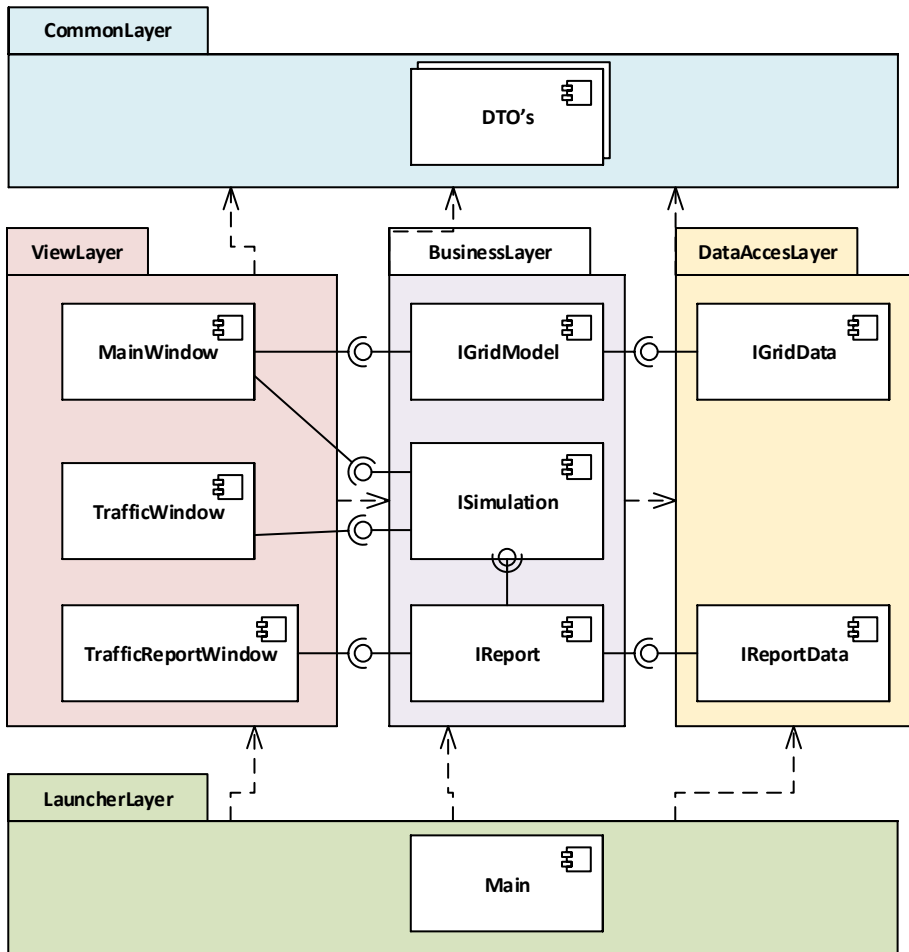 CommonLayer
DTO’s
ViewLayer
BusinessLayer
DataAccesLayer
MainWindow
IGridModel
IGridData
TrafficWindow
ISimulation
TrafficReportWindow
IReport
IReportData
LauncherLayer
Main